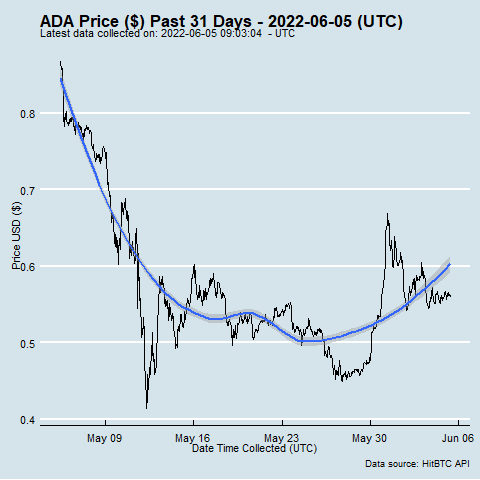 ADA Price ($) Past 31 Days - 2022-06-05 (UTC)
Latest data collected on: 2022-06-05 09:03:04 - UTC
Price USD ($)
0.8
0.7
0.6
0.5
0.4
May 09 May 16 May 23 May 30 Jun 06
Date Time Collected (UTC)
Data source: HitBTC API